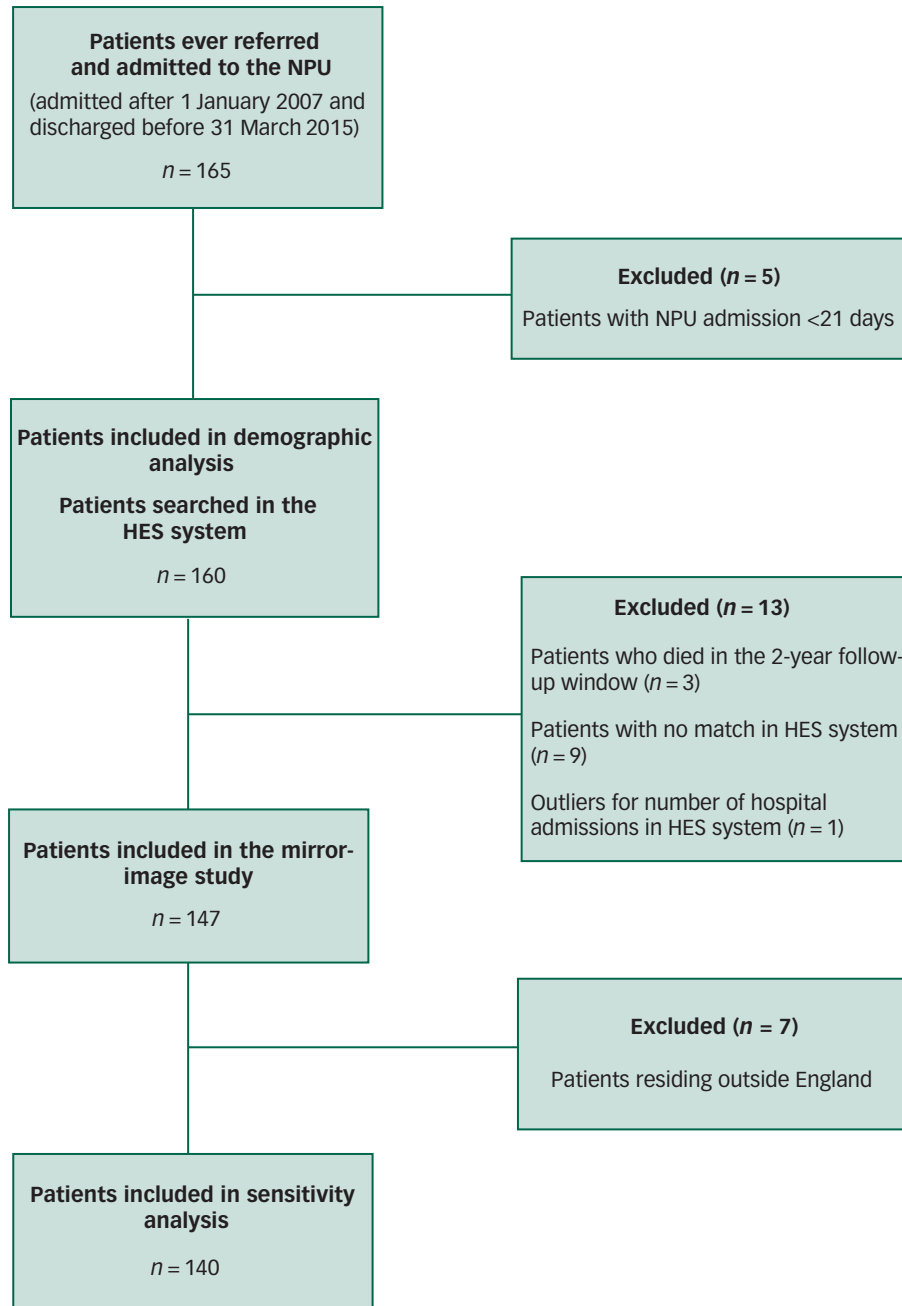 Patients ever referred
and admitted to the NPU
(admitted after 1 January 2007 and
discharged before 31 March 2015)
n = 165
Excluded (n = 5)
Patients with NPU admission <21 days
Patients included in demographic
analysis
Patients searched in the
HES system
n = 160
Excluded (n = 13)
Patients who died in the 2-year follow-
up window (n = 3)
Patients with no match in HES system
(n = 9)
Outliers for number of hospital
admissions in HES system (n = 1)
Patients included in the mirror-
image study
n = 147
Excluded (n = 7)
Patients residing outside England
Patients included in sensitivity
analysis
n = 140